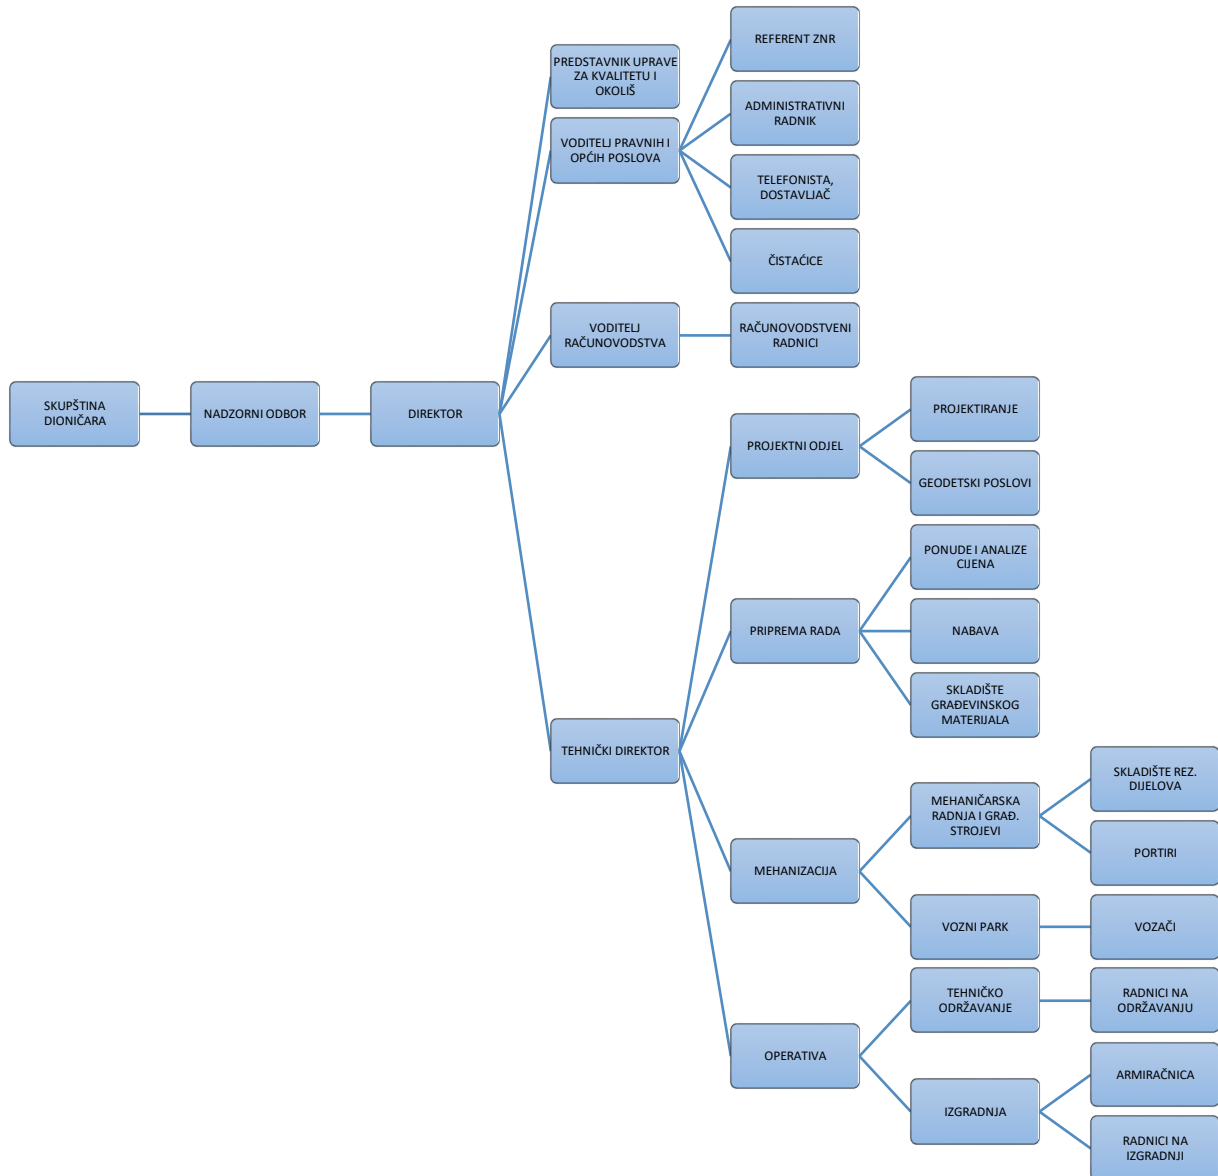 REFERENT ZNR
PREDSTAVNIK UPRAVE
ZA KVALITETU I
OKOLIŠ
ADMINISTRATIVNI
RADNIK
VODITELJ PRAVNIH I
OPĆIH POSLOVA
TELEFONISTA,
DOSTAVLJAČ
ČISTAĆICE
VODITELJ
RAČUNOVODSTVA
RAČUNOVODSTVENI
RADNICI
SKUPŠTINA
DIONIČARA
NADZORNI ODBOR
DIREKTOR
PROJEKTNI ODJEL
PROJEKTIRANJE
GEODETSKI POSLOVI
PONUDE I ANALIZE
CIJENA
PRIPREMA RADA
NABAVA
SKLADIŠTE
GRAĐEVINSKOG
MATERIJALA
TEHNIČKI DIREKTOR
SKLADIŠTE REZ.
DIJELOVA
MEHANIČARSKA
RADNJA I GRAĐ.
STROJEVI
PORTIRI
MEHANIZACIJA
VOZNI PARK
VOZAČI
TEHNIČKO
ODRŽAVANJE
RADNICI NA
ODRŽAVANJU
OPERATIVA
ARMIRAČNICA
IZGRADNJA
RADNICI NA
IZGRADNJI